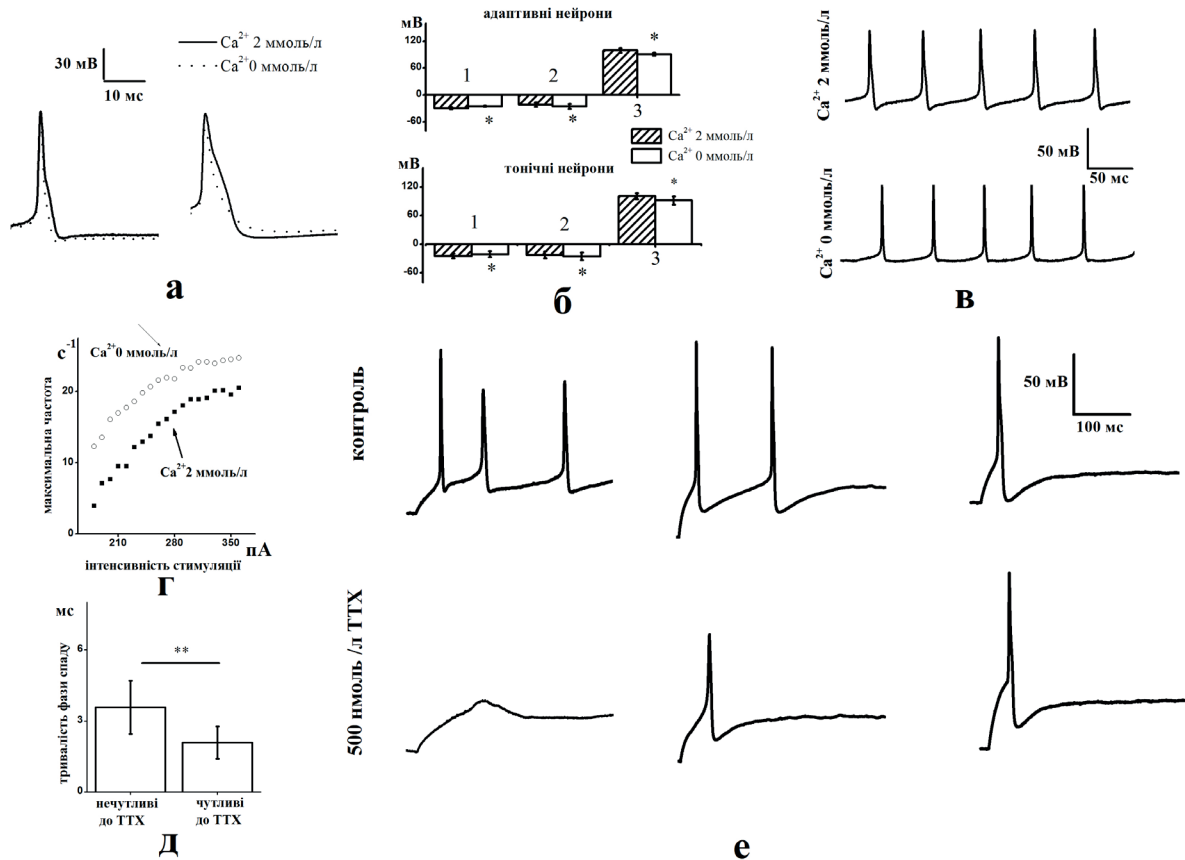 Ca²⁺ 2 ммоль/л
Ca²⁺0 ммоль/л
30 мВ
10 мс
а
мВ
адаптивні нейрони
120
60
0
-60
1
2
3
*
*
*
Ca²⁺ 2 ммоль/л
Ca²⁺ 0 ммоль/л
мВ
тонічні нейрони
120
60
0
-60
1
2
3
*
*
*
б
Ca²⁺ 2 ммоль/л
Ca²⁺ 0 ммоль/л
50 мВ
50 мс
в
с⁻¹
Ca²⁺0 ммоль/л
Ca²⁺2 ммоль/л
максимальна частота
20
10
0
210
280
350
пА
інтенсивність стимуляції
г
мс
тривалість фази спаду
6
3
0
**
нечутливі
до ТТХ
чутливі
до ТТХ
д
контроль
500 нмоль /л ТТХ
50 мВ
100 мс
е